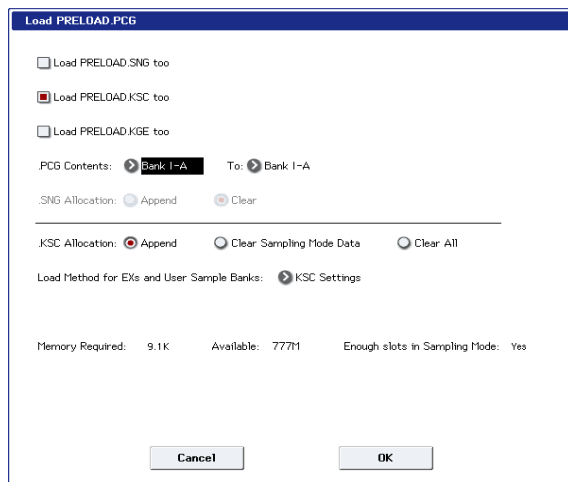 Load PRELOAD.PCG
Load PRELOAD.SNG too
Load PRELOAD.KSC too
Load PRELOAD.KGE too
.PCG Contents: Bank I-A To: Bank I-A
.SNG Allocation: Append Clear
.KSC Allocation: Append Clear Sampling Mode Data Clear All
Load Method for EXs and User Sample Banks: KSC Settings
Memory Required: 9.1K Available: 777M Enough slots in Sampling Mode: Yes
Cancel OK